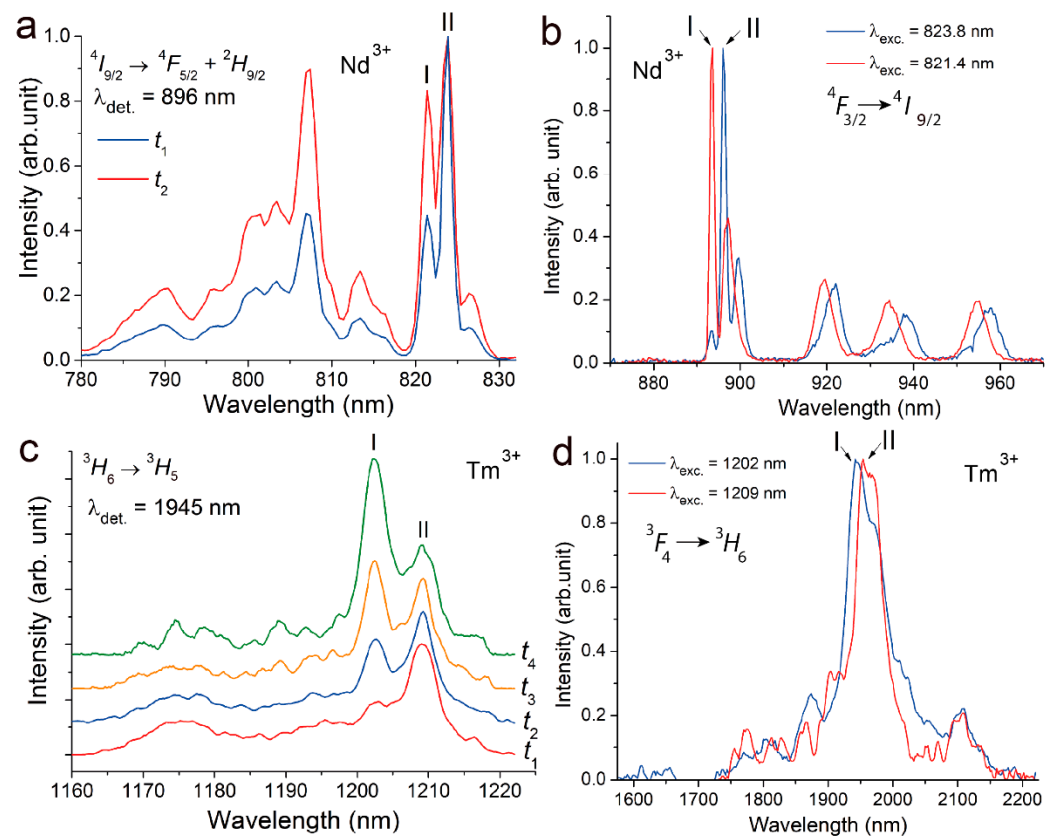 a
⁴I₉/₂ → ⁴F₅/₂ + ²H₉/₂
λdet. = 896 nm
t₁
t₂
Nd³⁺
I
II
Intensity (arb.unit)
1.0
0.8
0.6
0.4
0.2
0.0
780 790 800 810 820 830
Wavelength (nm)
b
I
II
Nd³⁺
λexc. = 823.8 nm
λexc. = 821.4 nm
⁴F₃/₂ → ⁴I₉/₂
Intensity (arb. unit)
1.0
0.8
0.6
0.4
0.2
0.0
880 900 920 940 960
Wavelength (nm)
c
³H₆ → ³H₅
λdet. = 1945 nm
I
II
Tm³⁺
t₄
t₃
t₂
t₁
Intensity (arb. unit)
1160 1170 1180 1190 1200 1210 1220
Wavelength (nm)
d
I
II
λexc. = 1202 nm
λexc. = 1209 nm
³F₄ → ³H₆
Tm³⁺
Intensity (arb.unit)
1.0
0.8
0.6
0.4
0.2
0.0
1600 1700 1800 1900 2000 2100 2200
Wavelength (nm)